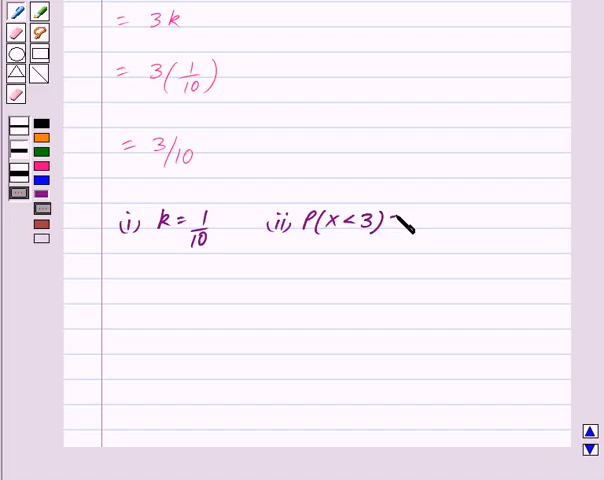 = 3k
= 3(1/10)
= 3/10
(i) k = 1/10 (ii) P(X < 3) -